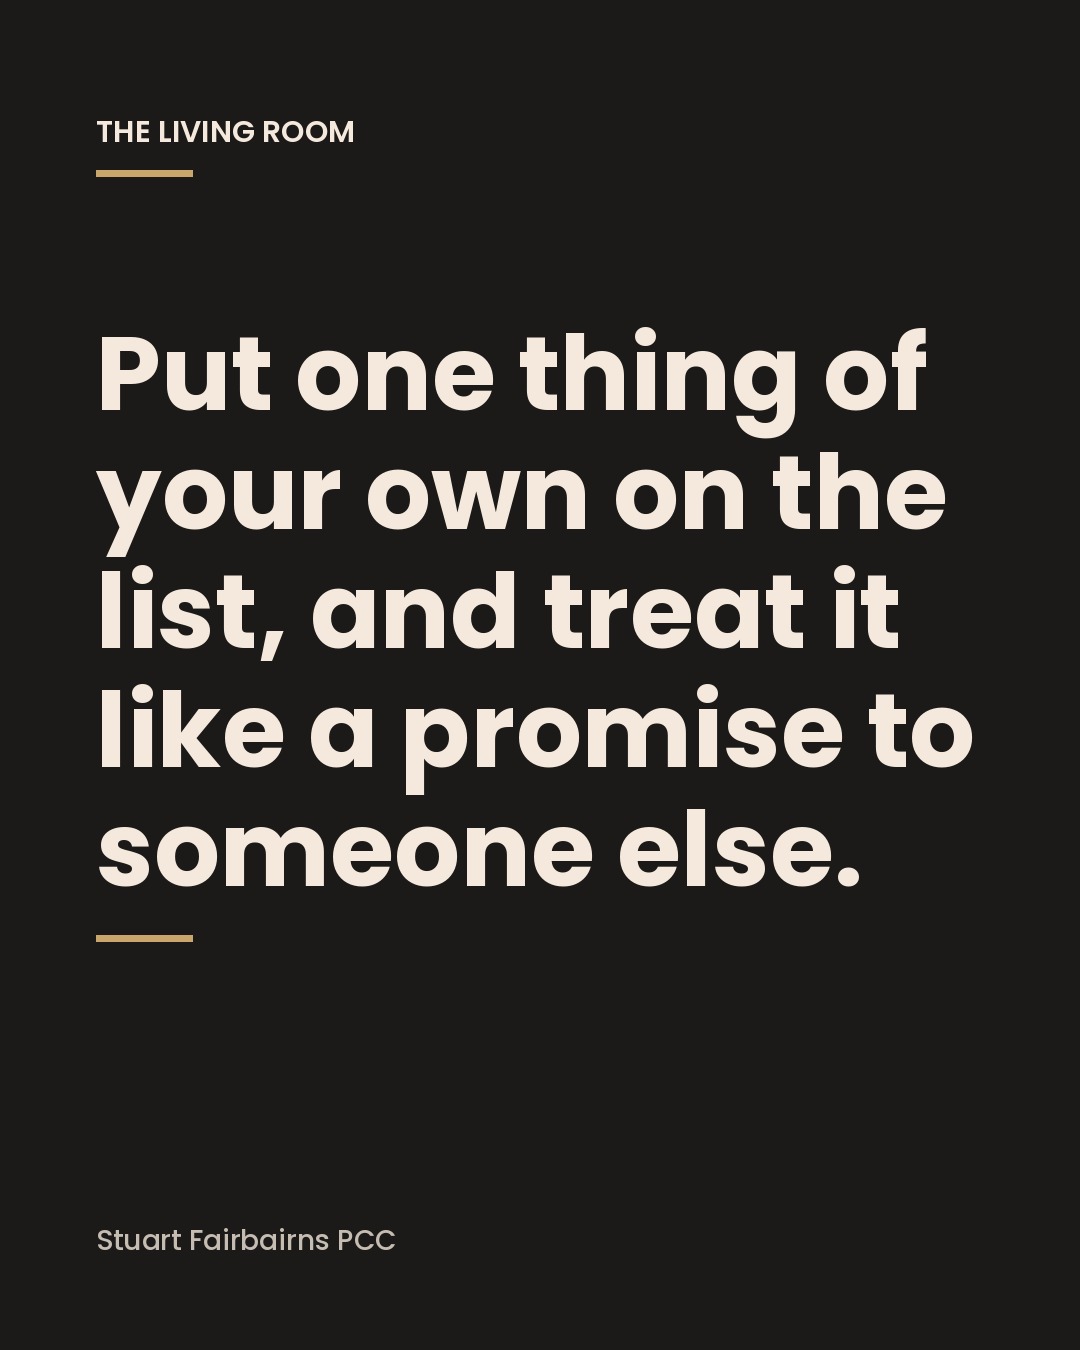 THE LIVING ROOM
Put one thing of
your own on the
list, and treat it
like a promise to
someone else.
Stuart Fairbairns PCC